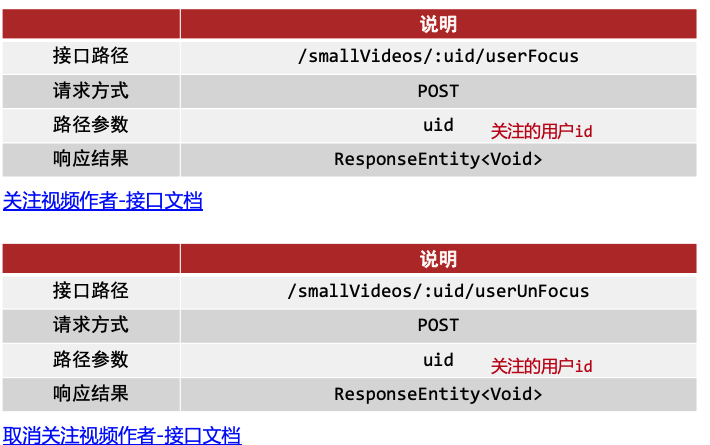 说明
接口路径 /smallVideos/:uid/userFocus
请求方式 POST
路径参数 uid 关注的用户id
响应结果 ResponseEntity<Void>
关注视频作者-接口文档
说明
接口路径 /smallVideos/:uid/userUnFocus
请求方式 POST
路径参数 uid 关注的用户id
响应结果 ResponseEntity<Void>
取消关注视频作者-接口文档